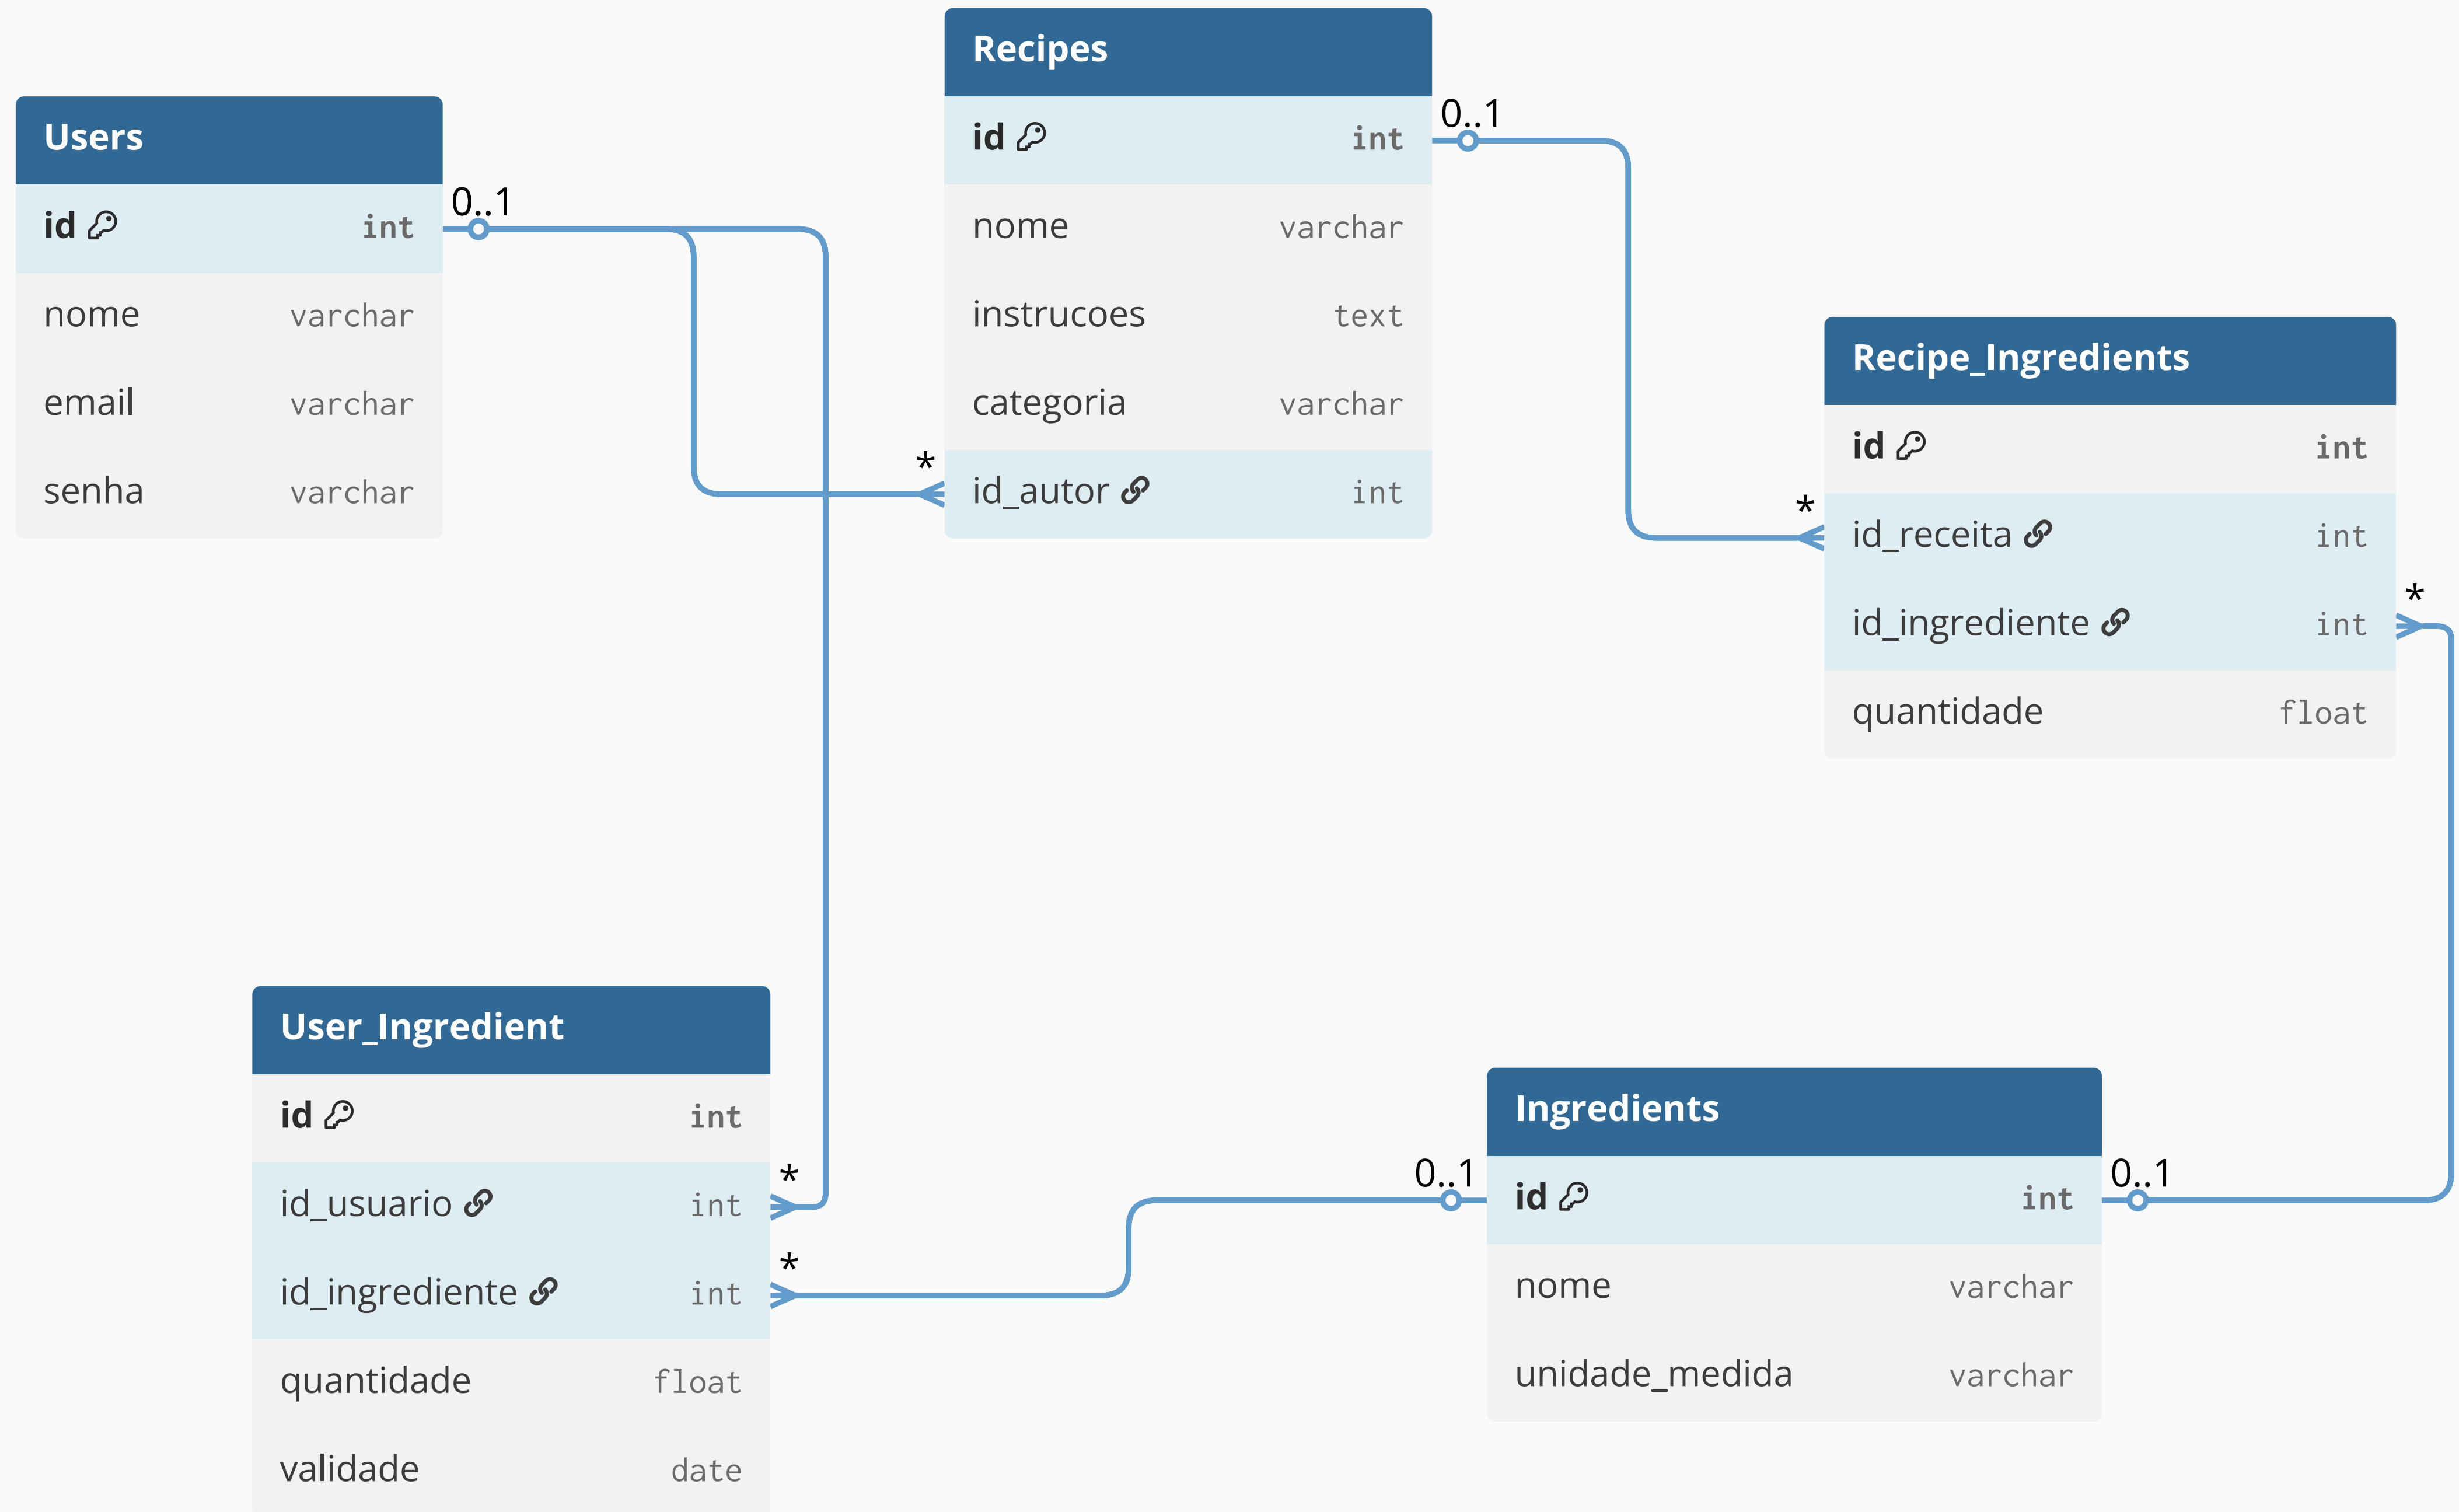 Users
id int
nome varchar
email varchar
senha varchar
0..1
Recipes
id int
nome varchar
instrucoes text
categoria varchar
id_autor int
*
0..1
Recipe_Ingredients
id int
id_receita int
id_ingrediente int
quantidade float
*
*
User_Ingredient
id int
id_usuario int
id_ingrediente int
quantidade float
validade date
*
*
Ingredients
id int
nome varchar
unidade_medida varchar
0..1
0..1